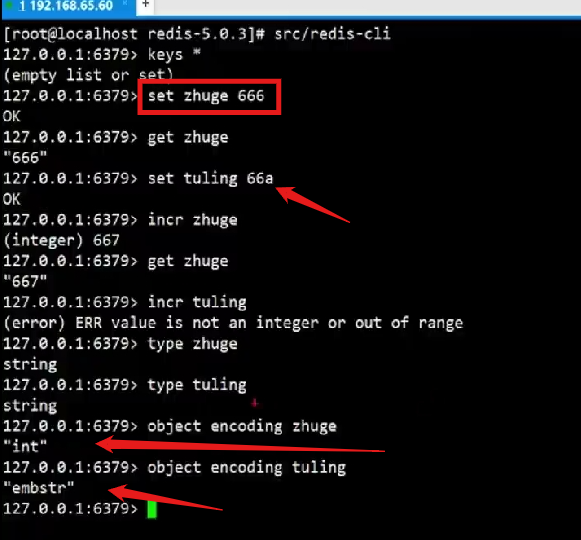 1 192.168.65.60
+
[root@localhost redis-5.0.3]# src/redis-cli
127.0.0.1:6379> keys *
(empty list or set)
127.0.0.1:6379> set zhuge 666
OK
127.0.0.1:6379> get zhuge
"666"
127.0.0.1:6379> set tuling 66a
OK
127.0.0.1:6379> incr zhuge
(integer) 667
127.0.0.1:6379> get zhuge
"667"
127.0.0.1:6379> incr tuling
(error) ERR value is not an integer or out of range
127.0.0.1:6379> type zhuge
string
127.0.0.1:6379> type tuling
string
127.0.0.1:6379> object encoding zhuge
"int"
127.0.0.1:6379> object encoding tuling
"embstr"
127.0.0.1:6379>